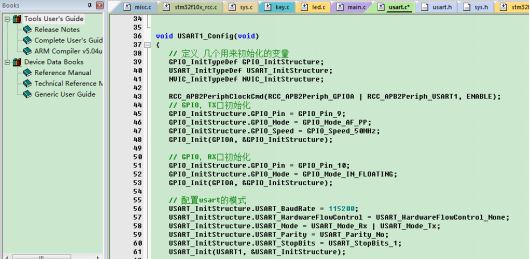 Books
Tools User's Guide
Release Notes
Complete User's Guide
ARM Compiler v5.04u
Device Data Books
Reference Manual
Technical Reference M
Generic User Guide
misc.c
stm32f10x_rcc.c
sys.c
key.c
led.c
main.c
usart.c*
usart.h
sys.h
34
35
36 void USART1_Config(void)
37 {
38 // 定义 几个用来初始化的变量
39 GPIO_InitTypeDef GPIO_InitStructure;
40 USART_InitTypeDef USART_InitStructure;
41 NVIC_InitTypeDef NVIC_InitStructure;
42
43 RCC_APB2PeriphClockCmd(RCC_APB2Periph_GPIOA | RCC_APB2Periph_USART1, ENABLE);
44 // GPIO, TX口初始化
45 GPIO_InitStructure.GPIO_Pin = GPIO_Pin_9;
46 GPIO_InitStructure.GPIO_Mode = GPIO_Mode_AF_PP;
47 GPIO_InitStructure.GPIO_Speed = GPIO_Speed_50MHz;
48 GPIO_Init(GPIOA, &GPIO_InitStructure);
49
50 // GPIO, RX口初始化
51 GPIO_InitStructure.GPIO_Pin = GPIO_Pin_10;
52 GPIO_InitStructure.GPIO_Mode = GPIO_Mode_IN_FLOATING;
53 GPIO_Init(GPIOA, &GPIO_InitStructure);
54
55 // 配置usart的模式
56 USART_InitStructure.USART_BaudRate = 115200;
57 USART_InitStructure.USART_HardwareFlowControl = USART_HardwareFlowControl_None;
58 USART_InitStructure.USART_Mode = USART_Mode_Rx | USART_Mode_Tx;
59 USART_InitStructure.USART_Parity = USART_Parity_No;
60 USART_InitStructure.USART_StopBits = USART_StopBits_1;
61 USART_Init(USART1, &USART_InitStructure);